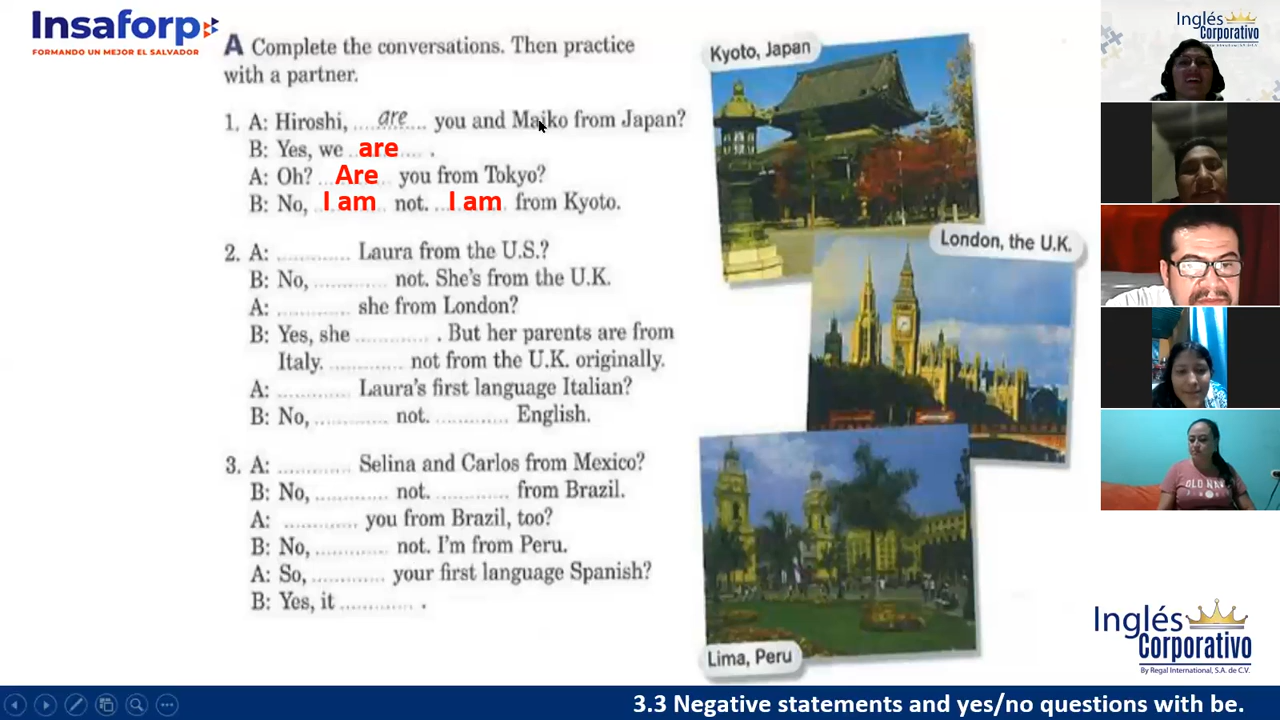 Insaforp
FORMANDO UN MEJOR EL SALVADOR
A Complete the conversations. Then practice
with a partner.
1. A: Hiroshi, ....are.... you and Maiko from Japan?
B: Yes, we are .
A: Oh? Are you from Tokyo?
B: No, I am not. I am from Kyoto.
2. A: ............ Laura from the U.S.?
B: No, ............ not. She's from the U.K.
A: ............ she from London?
B: Yes, she ............ . But her parents are from
Italy. ............ not from the U.K. originally.
A: ............ Laura's first language Italian?
B: No, ............ not. ............ English.
3. A: ............ Selina and Carlos from Mexico?
B: No, ............ not. ............ from Brazil.
A: ............ you from Brazil, too?
B: No, ............ not. I'm from Peru.
A: So, ............ your first language Spanish?
B: Yes, it ............ .
Kyoto, Japan
London, the U.K.
Lima, Peru
Inglés
Corporativo
Inglés
Corporativo
By Regal International, S.A. de C.V.
3.3 Negative statements and yes/no questions with be.